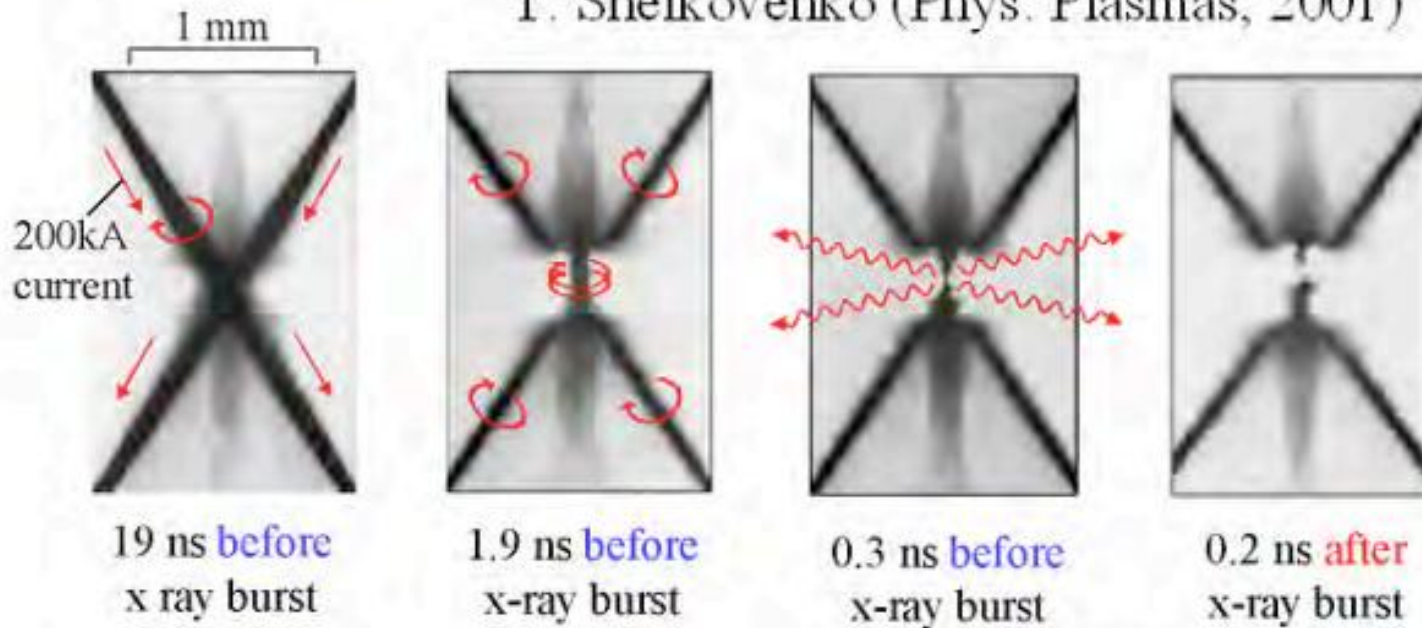 T. Shelkovenko (Phys. Plasmas, 2001)
1 mm
200kA
current
19 ns before
x ray burst
1.9 ns before
x-ray burst
0.3 ns before
x-ray burst
0.2 ns after
x-ray burst